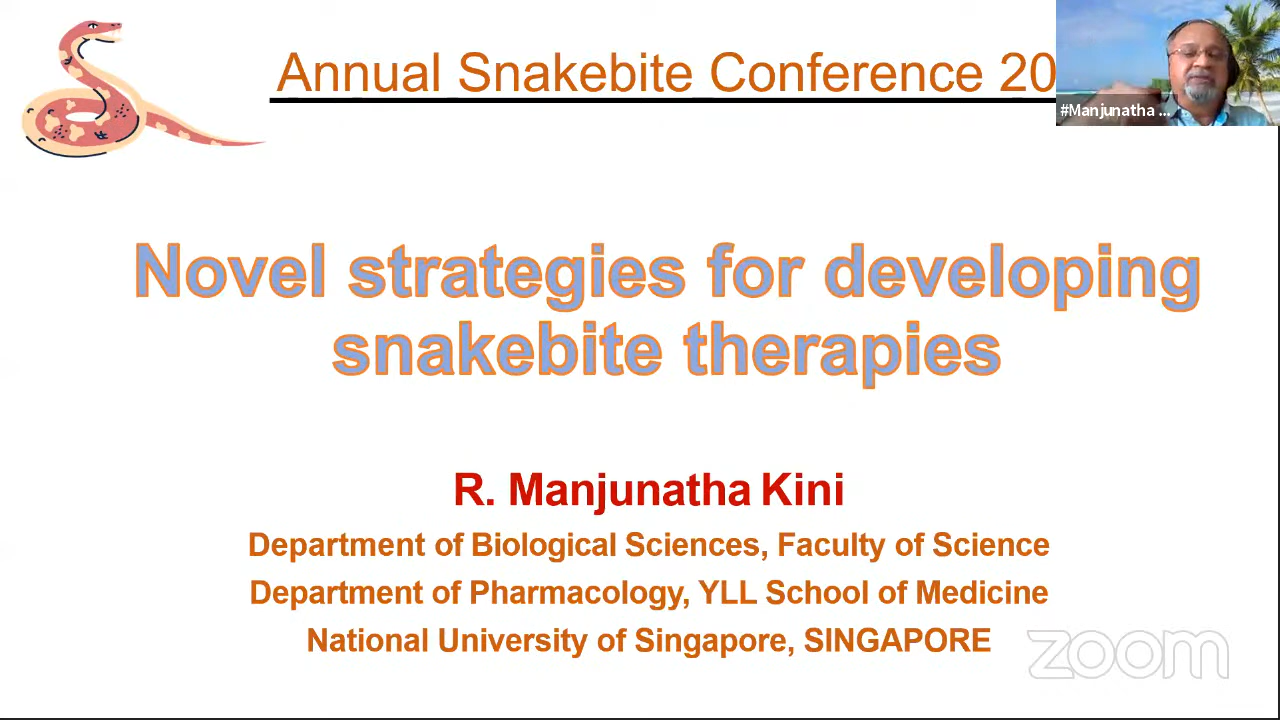 Annual Snakebite Conference 20
#Manjunatha ...
Novel strategies for developing
snakebite therapies
R. Manjunatha Kini
Department of Biological Sciences, Faculty of Science
Department of Pharmacology, YLL School of Medicine
National University of Singapore, SINGAPORE
zoom